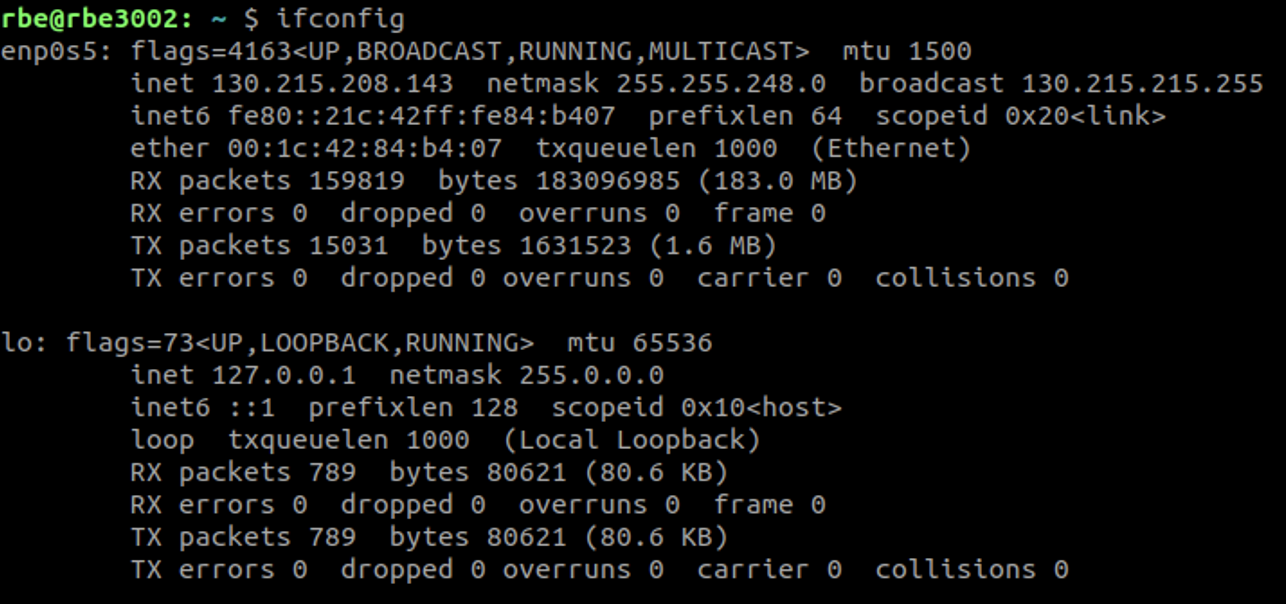 rbe@rbe3002: ~ $ ifconfig
enp0s5: flags=4163<UP,BROADCAST,RUNNING,MULTICAST>  mtu 1500
        inet 130.215.208.143  netmask 255.255.248.0  broadcast 130.215.215.255
        inet6 fe80::21c:42ff:fe84:b407  prefixlen 64  scopeid 0x20<link>
        ether 00:1c:42:84:b4:07  txqueuelen 1000  (Ethernet)
        RX packets 159819  bytes 183096985 (183.0 MB)
        RX errors 0  dropped 0  overruns 0  frame 0
        TX packets 15031  bytes 1631523 (1.6 MB)
        TX errors 0  dropped 0 overruns 0  carrier 0  collisions 0

lo: flags=73<UP,LOOPBACK,RUNNING>  mtu 65536
        inet 127.0.0.1  netmask 255.0.0.0
        inet6 ::1  prefixlen 128  scopeid 0x10<host>
        loop  txqueuelen 1000  (Local Loopback)
        RX packets 789  bytes 80621 (80.6 KB)
        RX errors 0  dropped 0  overruns 0  frame 0
        TX packets 789  bytes 80621 (80.6 KB)
        TX errors 0  dropped 0 overruns 0  carrier 0  collisions 0